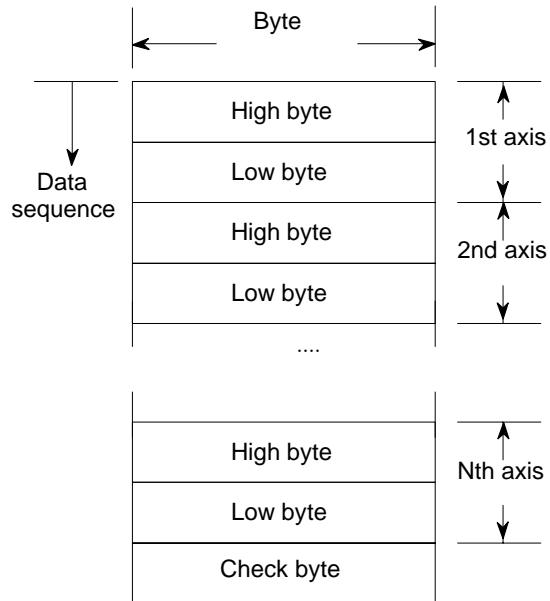 Byte
High byte
1st axis
Low byte
Data
sequence
High byte
2nd axis
Low byte
....
High byte
Nth axis
Low byte
Check byte